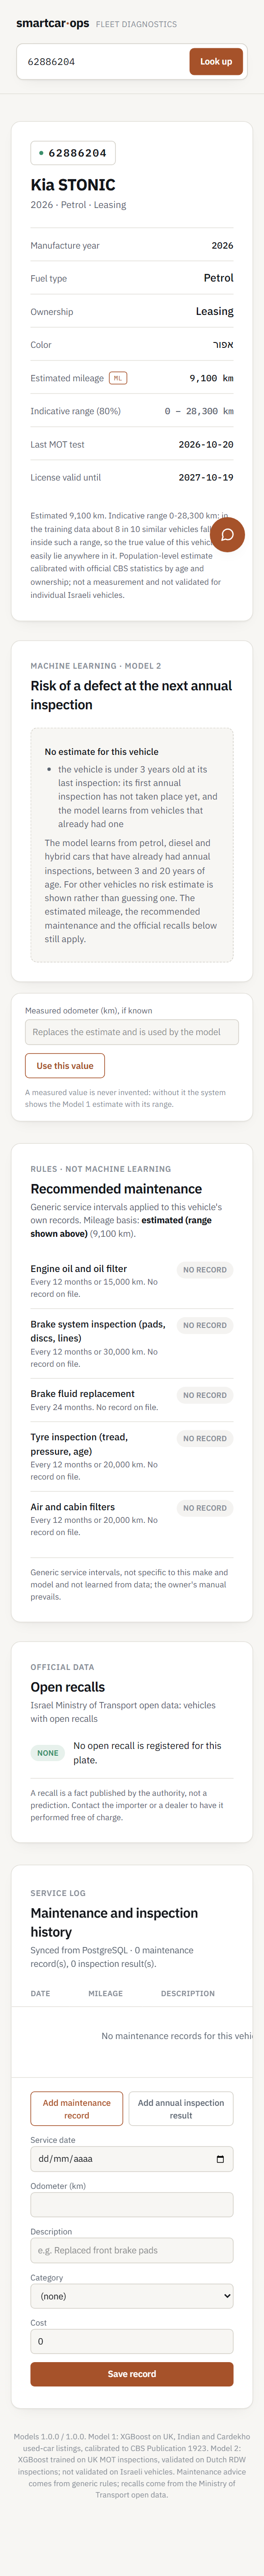 smartcar·ops FLEET DIAGNOSTICS
62886204
Look up
62886204
Kia STONIC
2026 · Petrol · Leasing
Manufacture year 2026
Fuel type Petrol
Ownership Leasing
Color אפור
Estimated mileage ML 9,100 km
Indicative range (80%) 0 – 28,300 km
Last MOT test 2026-10-20
License valid until 2027-10-19
Estimated 9,100 km. Indicative range 0-28,300 km: in
the training data about 8 in 10 similar vehicles fall
inside such a range, so the true value of this
easily lie anywhere in it. Population-level estimate
calibrated with official CBS statistics by age and
ownership; not a measurement and not validated for
individual Israeli vehicles.
MACHINE LEARNING · MODEL 2
Risk of a defect at the next annual
inspection
No estimate for this vehicle
• the vehicle is under 3 years old at its
last inspection: its first annual
inspection has not taken place yet, and
the model learns from vehicles that
already had one
The model learns from petrol, diesel and
hybrid cars that have already had annual
inspections, between 3 and 20 years of
age. For other vehicles no risk estimate is
shown rather than guessing one. The
estimated mileage, the recommended
maintenance and the official recalls below
still apply.
Measured odometer (km), if known
Replaces the estimate and is used by the model
Use this value
A measured value is never invented: without it the system
shows the Model 1 estimate with its range.
RULES · NOT MACHINE LEARNING
Recommended maintenance
Generic service intervals applied to this vehicle's
own records. Mileage basis: estimated (range
shown above) (9,100 km).
Engine oil and oil filter
NO RECORD
Every 12 months or 15,000 km. No
record on file.
Brake system inspection (pads,
discs, lines)
NO RECORD
Every 12 months or 30,000 km. No
record on file.
Brake fluid replacement
NO RECORD
Every 24 months. No record on file.
Tyre inspection (tread,
pressure, age)
NO RECORD
Every 12 months or 20,000 km. No
record on file.
Air and cabin filters
NO RECORD
Every 12 months or 20,000 km. No
record on file.
Generic service intervals, not specific to this make and
model and not learned from data; the owner's manual
prevails.
OFFICIAL DATA
Open recalls
Israel Ministry of Transport open data: vehicles
with open recalls
NONE
No open recall is registered for this
plate.
A recall is a fact published by the authority, not a
prediction. Contact the importer or a dealer to have it
performed free of charge.
SERVICE LOG
Maintenance and inspection
history
Synced from PostgreSQL · 0 maintenance
record(s), 0 inspection result(s).
DATE MILEAGE DESCRIPTION
No maintenance records for this vehi
Add maintenance
record
Add annual inspection
result
Service date
dd/mm/aaaa
Odometer (km)
Description
e.g. Replaced front brake pads
Category
(none)
Cost
0
Save record
Models 1.0.0 / 1.0.0. Model 1: XGBoost on UK, Indian and Cardekho
used-car listings, calibrated to CBS Publication 1923. Model 2:
XGBoost trained on UK MOT inspections, validated on Dutch RDW
inspections; not validated on Israeli vehicles. Maintenance advice
comes from generic rules; recalls come from the Ministry of
Transport open data.